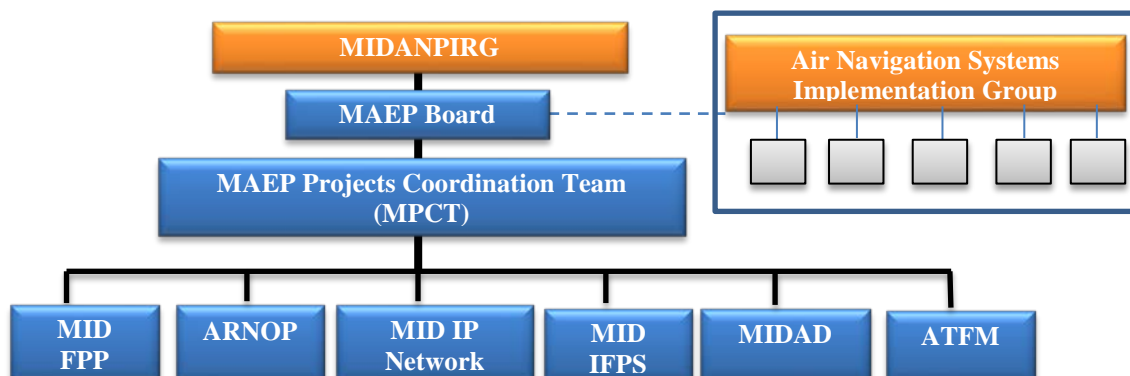 MIDANPIRG
Air Navigation Systems
Implementation Group
MAEP Board
MAEP Projects Coordination Team
(MPCT)
MID
FPP
ARNOP
MID IP
Network
MID
IFPS
MIDAD
ATFM